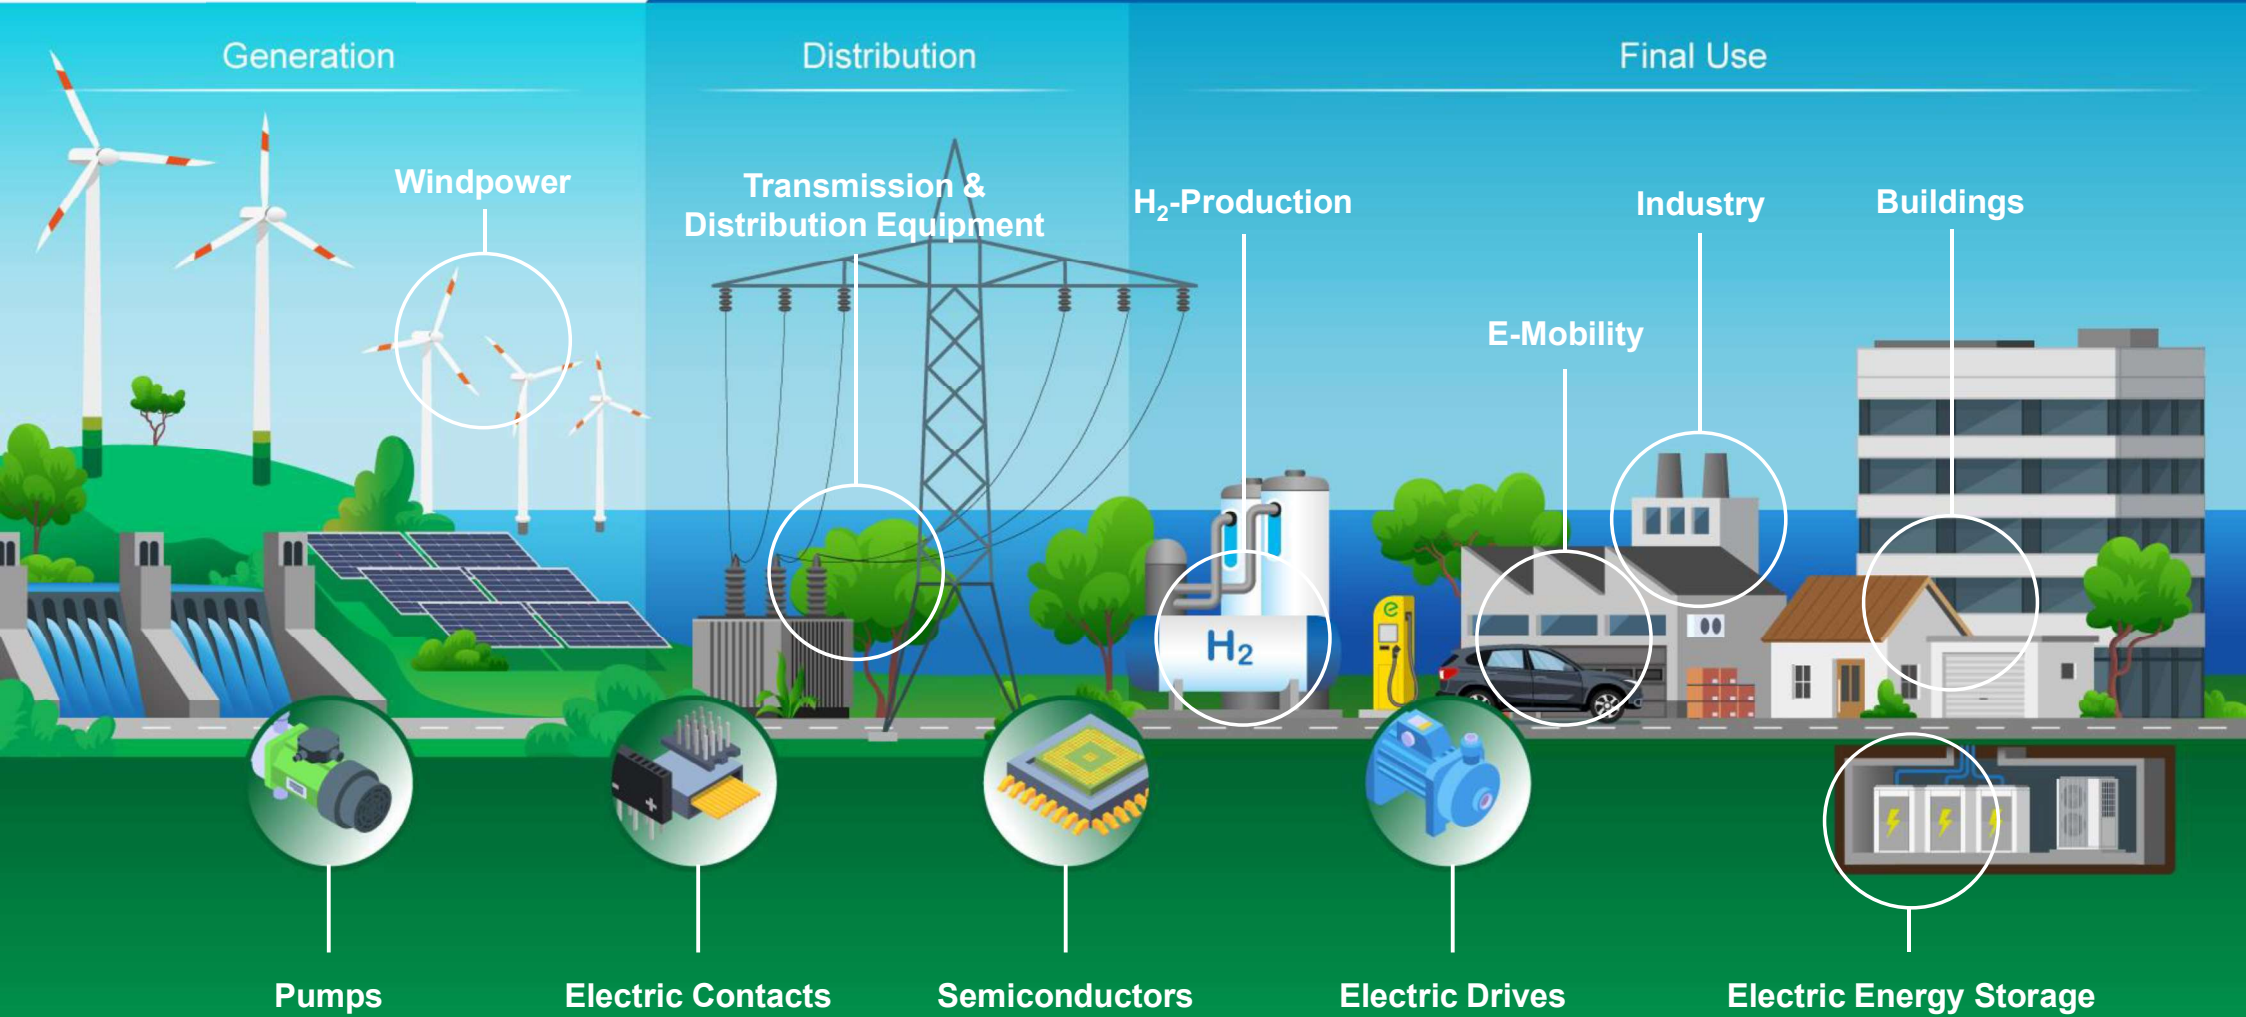 Generation
Distribution
Final Use
Windpower
Transmission &
Distribution Equipment
H₂-Production
Industry
Buildings
E-Mobility
e
H₂
- +
Pumps
Electric Contacts
Semiconductors
Electric Drives
Electric Energy Storage